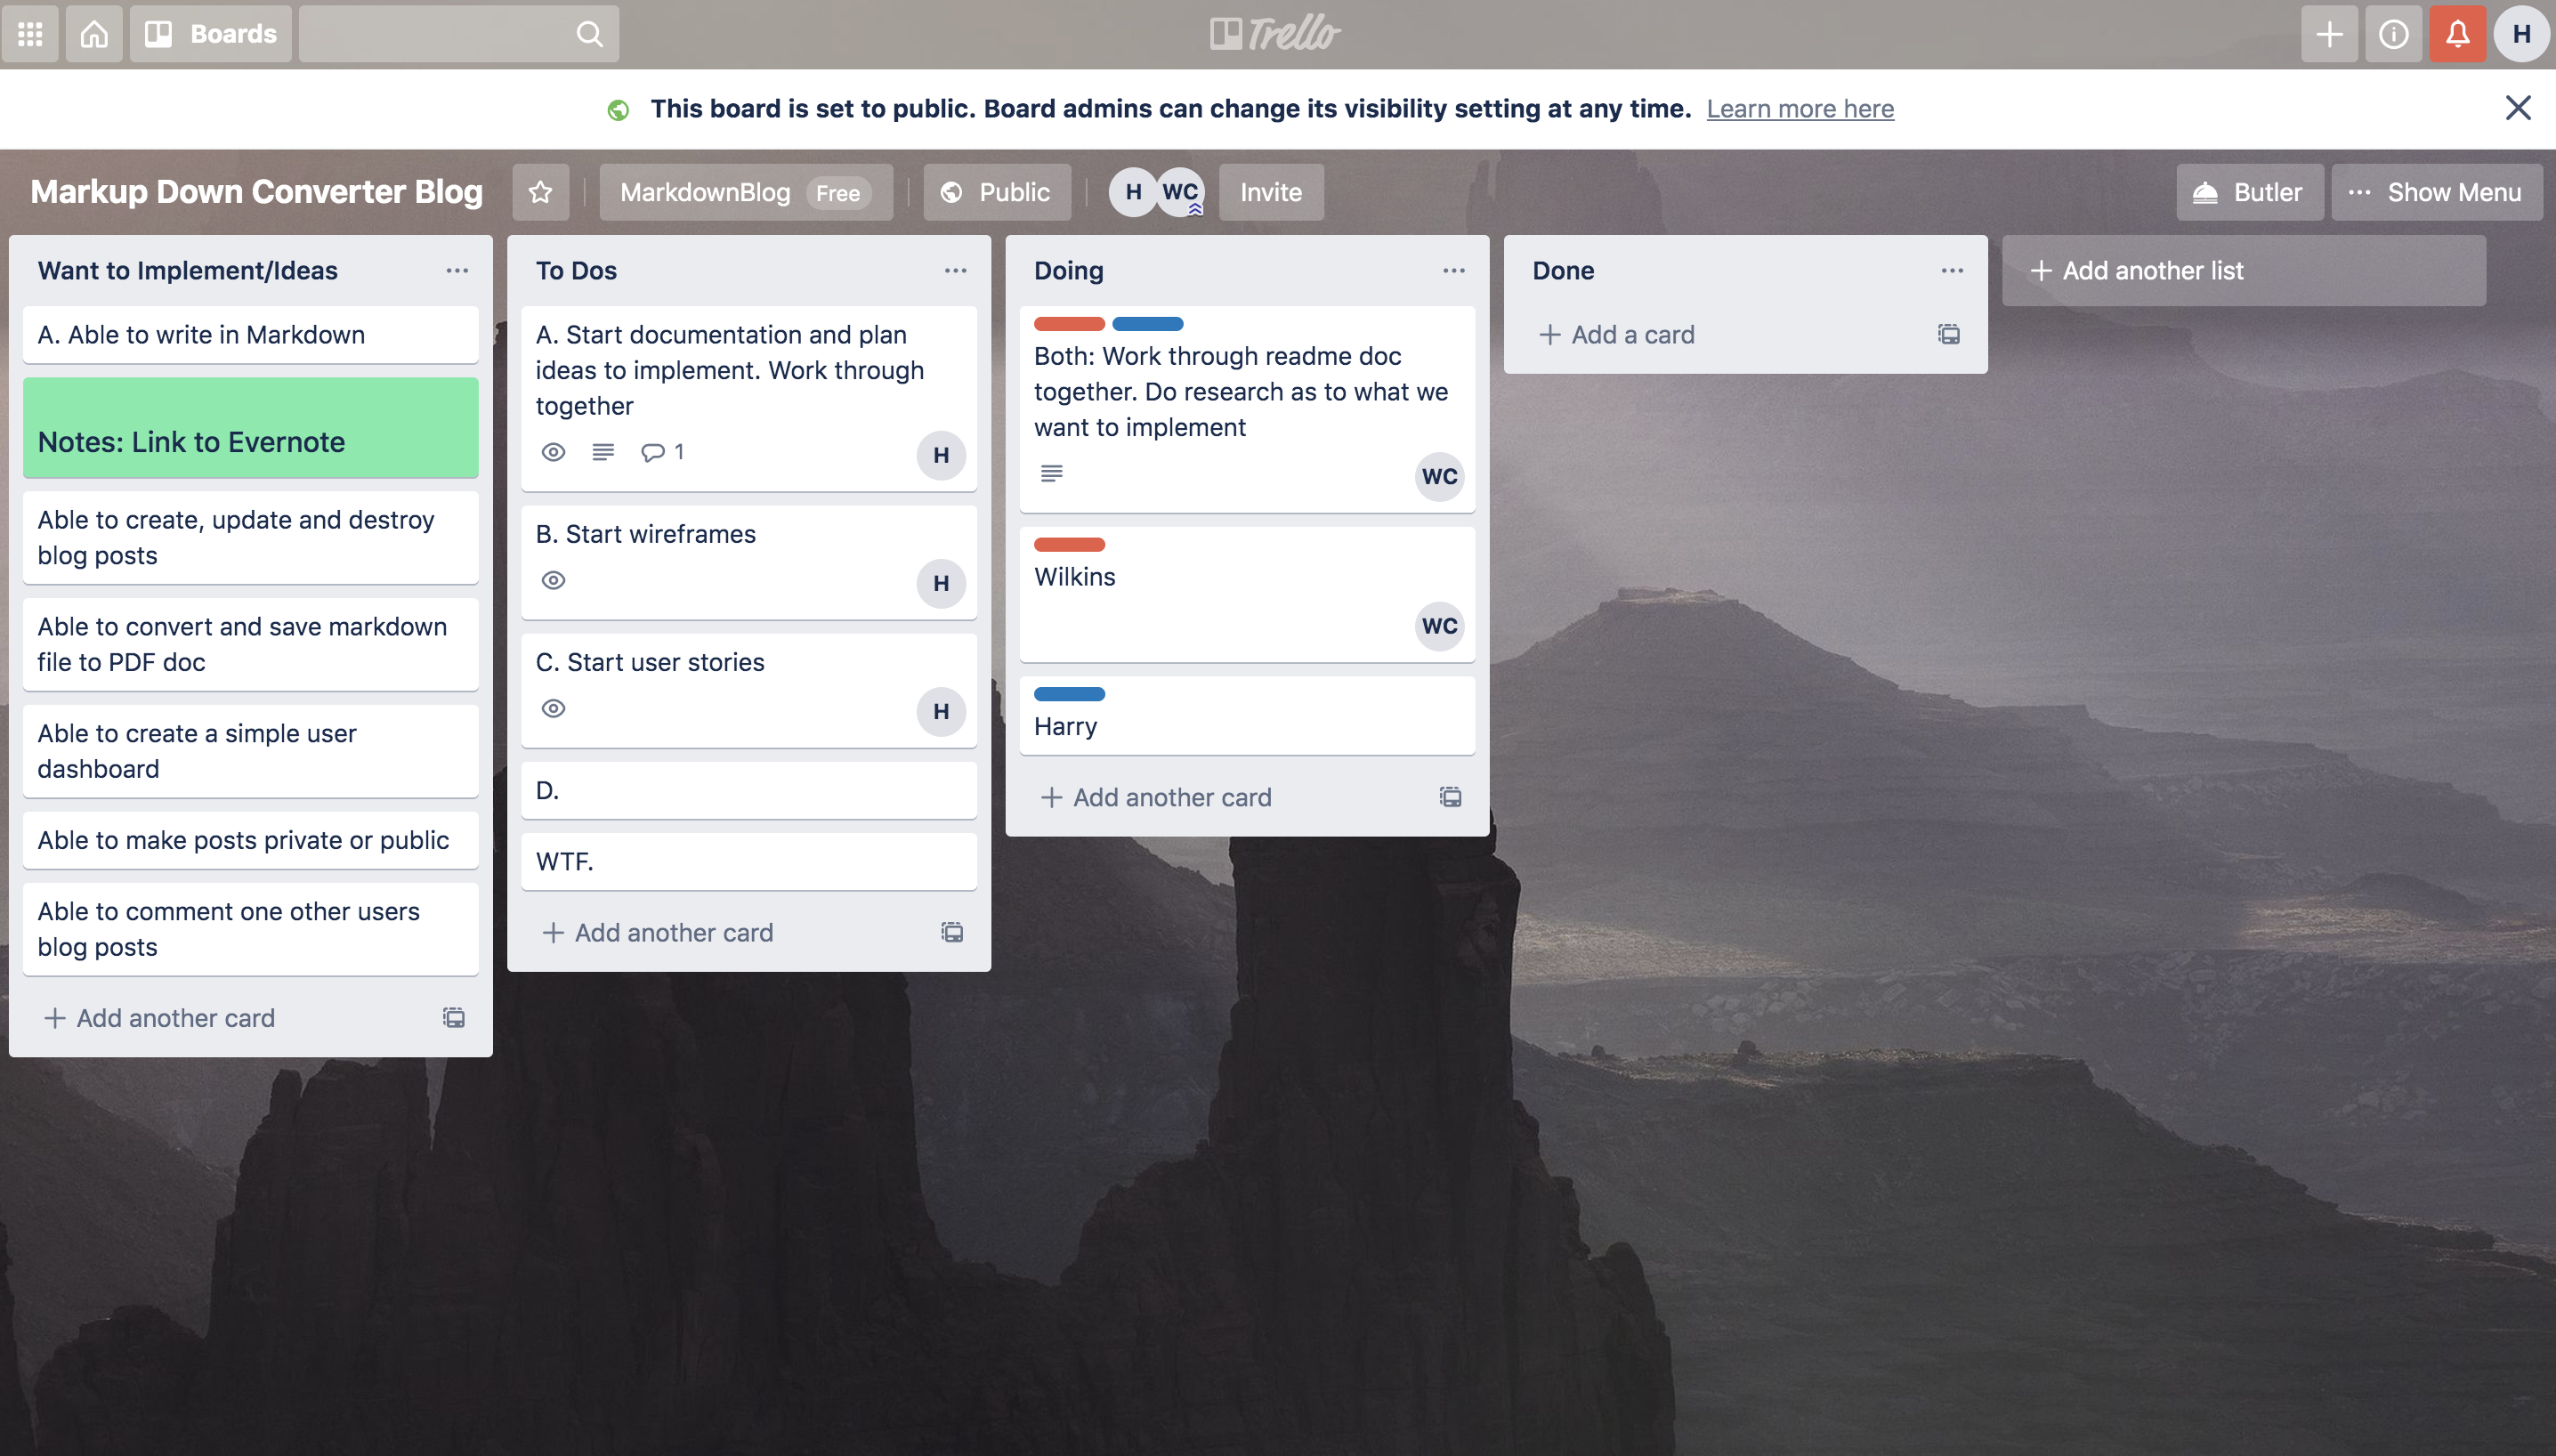 Boards
Trello
H
This board is set to public. Board admins can change its visibility setting at any time. Learn more here
Markup Down Converter Blog
MarkdownBlog Free
Public
H WC
Invite
Butler
Show Menu
Want to Implement/Ideas
A. Able to write in Markdown
Notes: Link to Evernote
Able to create, update and destroy
blog posts
Able to convert and save markdown
file to PDF doc
Able to create a simple user
dashboard
Able to make posts private or public
Able to comment one other users
blog posts
Add another card
To Dos
A. Start documentation and plan
ideas to implement. Work through
together
1
H
B. Start wireframes
H
C. Start user stories
H
D.
WTF.
Add another card
Doing
Both: Work through readme doc
together. Do research as to what we
want to implement
WC
Wilkins
WC
Harry
Add another card
Done
Add a card
Add another list